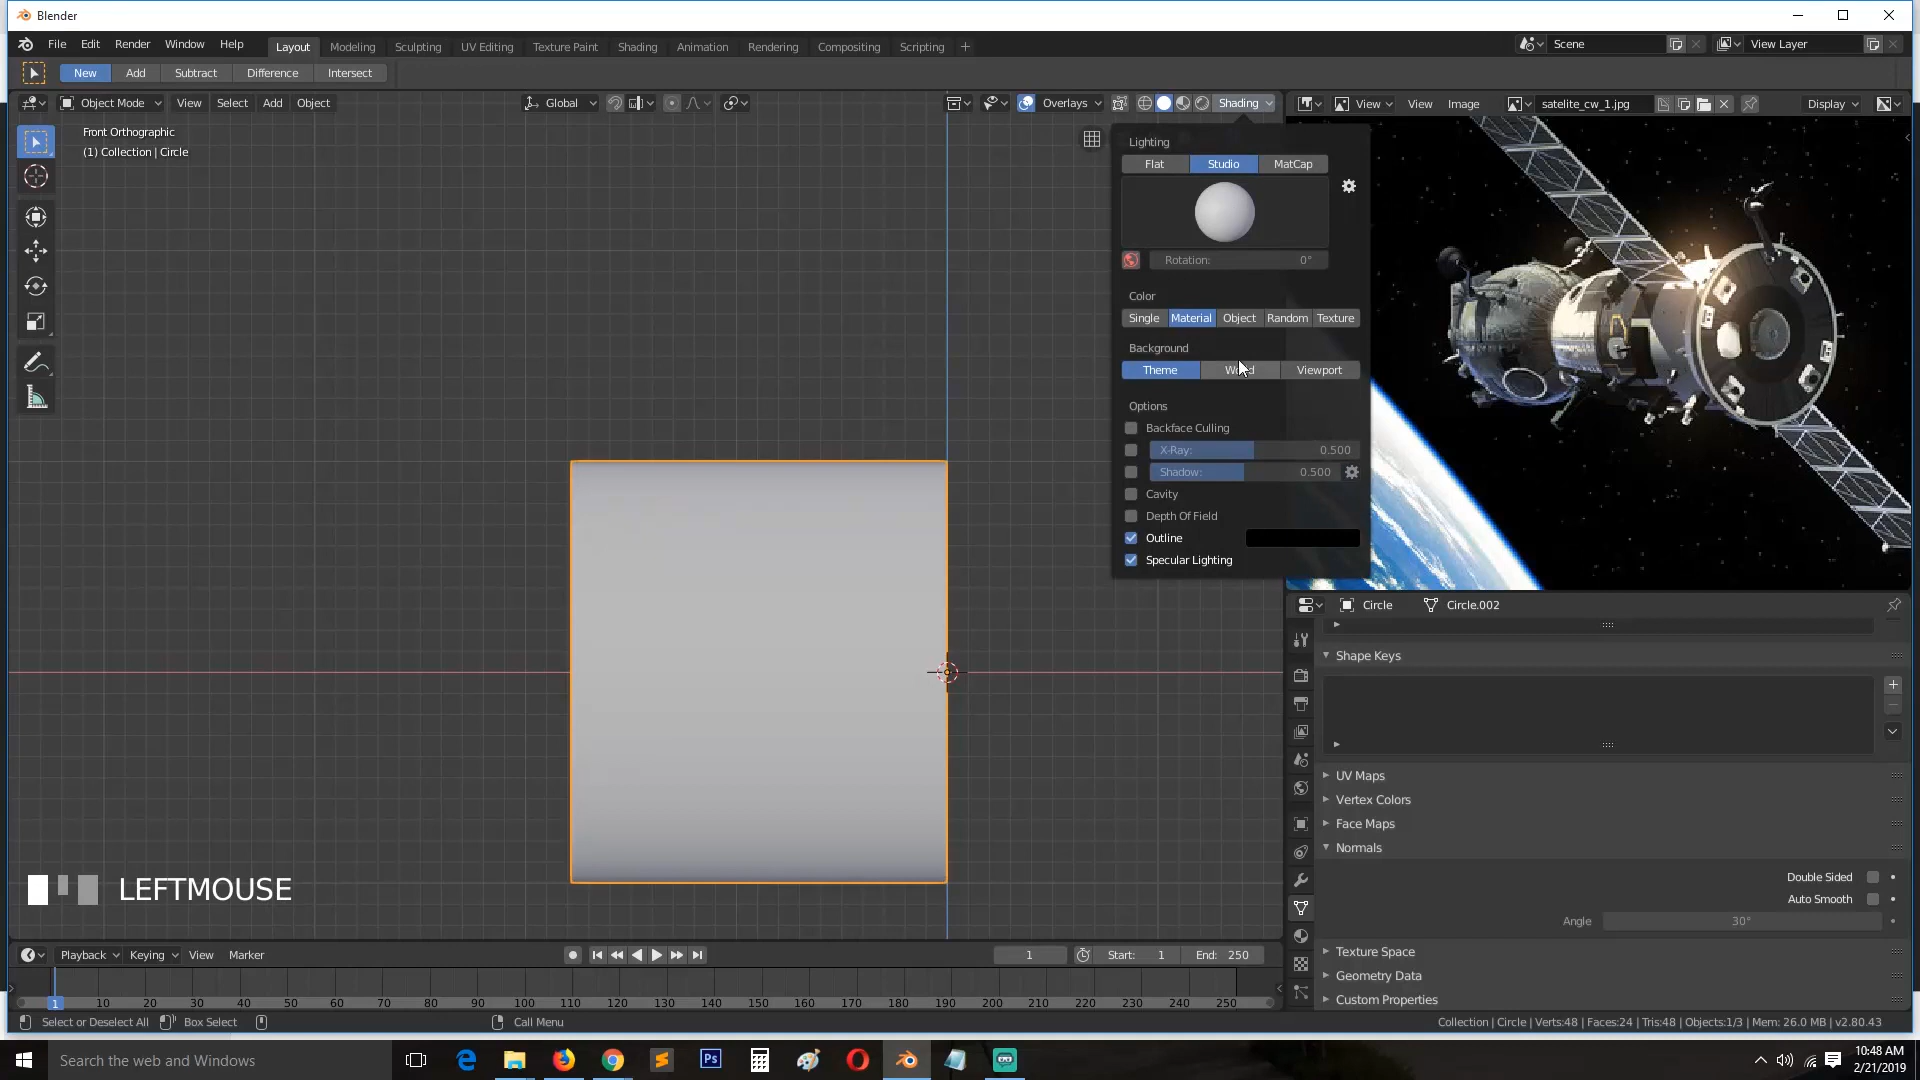 Blender
File Edit Render Window Help
Layout Modeling Sculpting UV Editing Texture Paint Shading Animation Rendering Compositing Scripting +
Scene View Layer
New Add Subtract Difference Intersect
Object Mode View Select Add Object Global Overlays Shading
View View Image satelite_cw_1.jpg Display
Front Orthographic
(1) Collection | Circle
Lighting
Flat Studio MatCap
Rotation: 0°
Color
Single Material Object Random Texture
Background
Theme World Viewport
Options
Backface Culling
X-Ray: 0.500
Shadow: 0.500
Cavity
Depth Of Field
Outline
Specular Lighting
Circle Circle.002
Shape Keys
UV Maps
Vertex Colors
Face Maps
Normals
Double Sided
Auto Smooth
Angle 30°
Texture Space
Geometry Data
Custom Properties
LEFTMOUSE
Playback Keying View Marker 1 Start: 1 End: 250
1 10 20 30 40 50 60 70 80 90 100 110 120 130 140 150 160 170 180 190 200 210 220 230 240 250
Select or Deselect All Box Select Call Menu
Collection | Circle | Verts:48 | Faces:24 | Tris:48 | Objects:1/3 | Mem: 26.0 MB | v2.80.43
Search the web and Windows
Ps
10:48 AM
2/21/2019